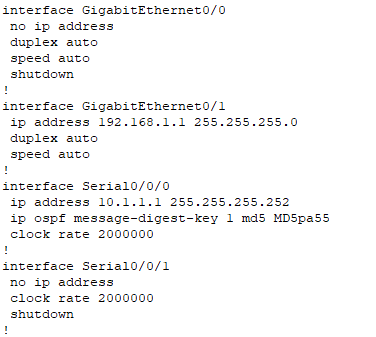 interface GigabitEthernet0/0
 no ip address
 duplex auto
 speed auto
 shutdown
!
interface GigabitEthernet0/1
 ip address 192.168.1.1 255.255.255.0
 duplex auto
 speed auto
!
interface Serial0/0/0
 ip address 10.1.1.1 255.255.255.252
 ip ospf message-digest-key 1 md5 MD5pa55
 clock rate 2000000
!
interface Serial0/0/1
 no ip address
 clock rate 2000000
 shutdown
!